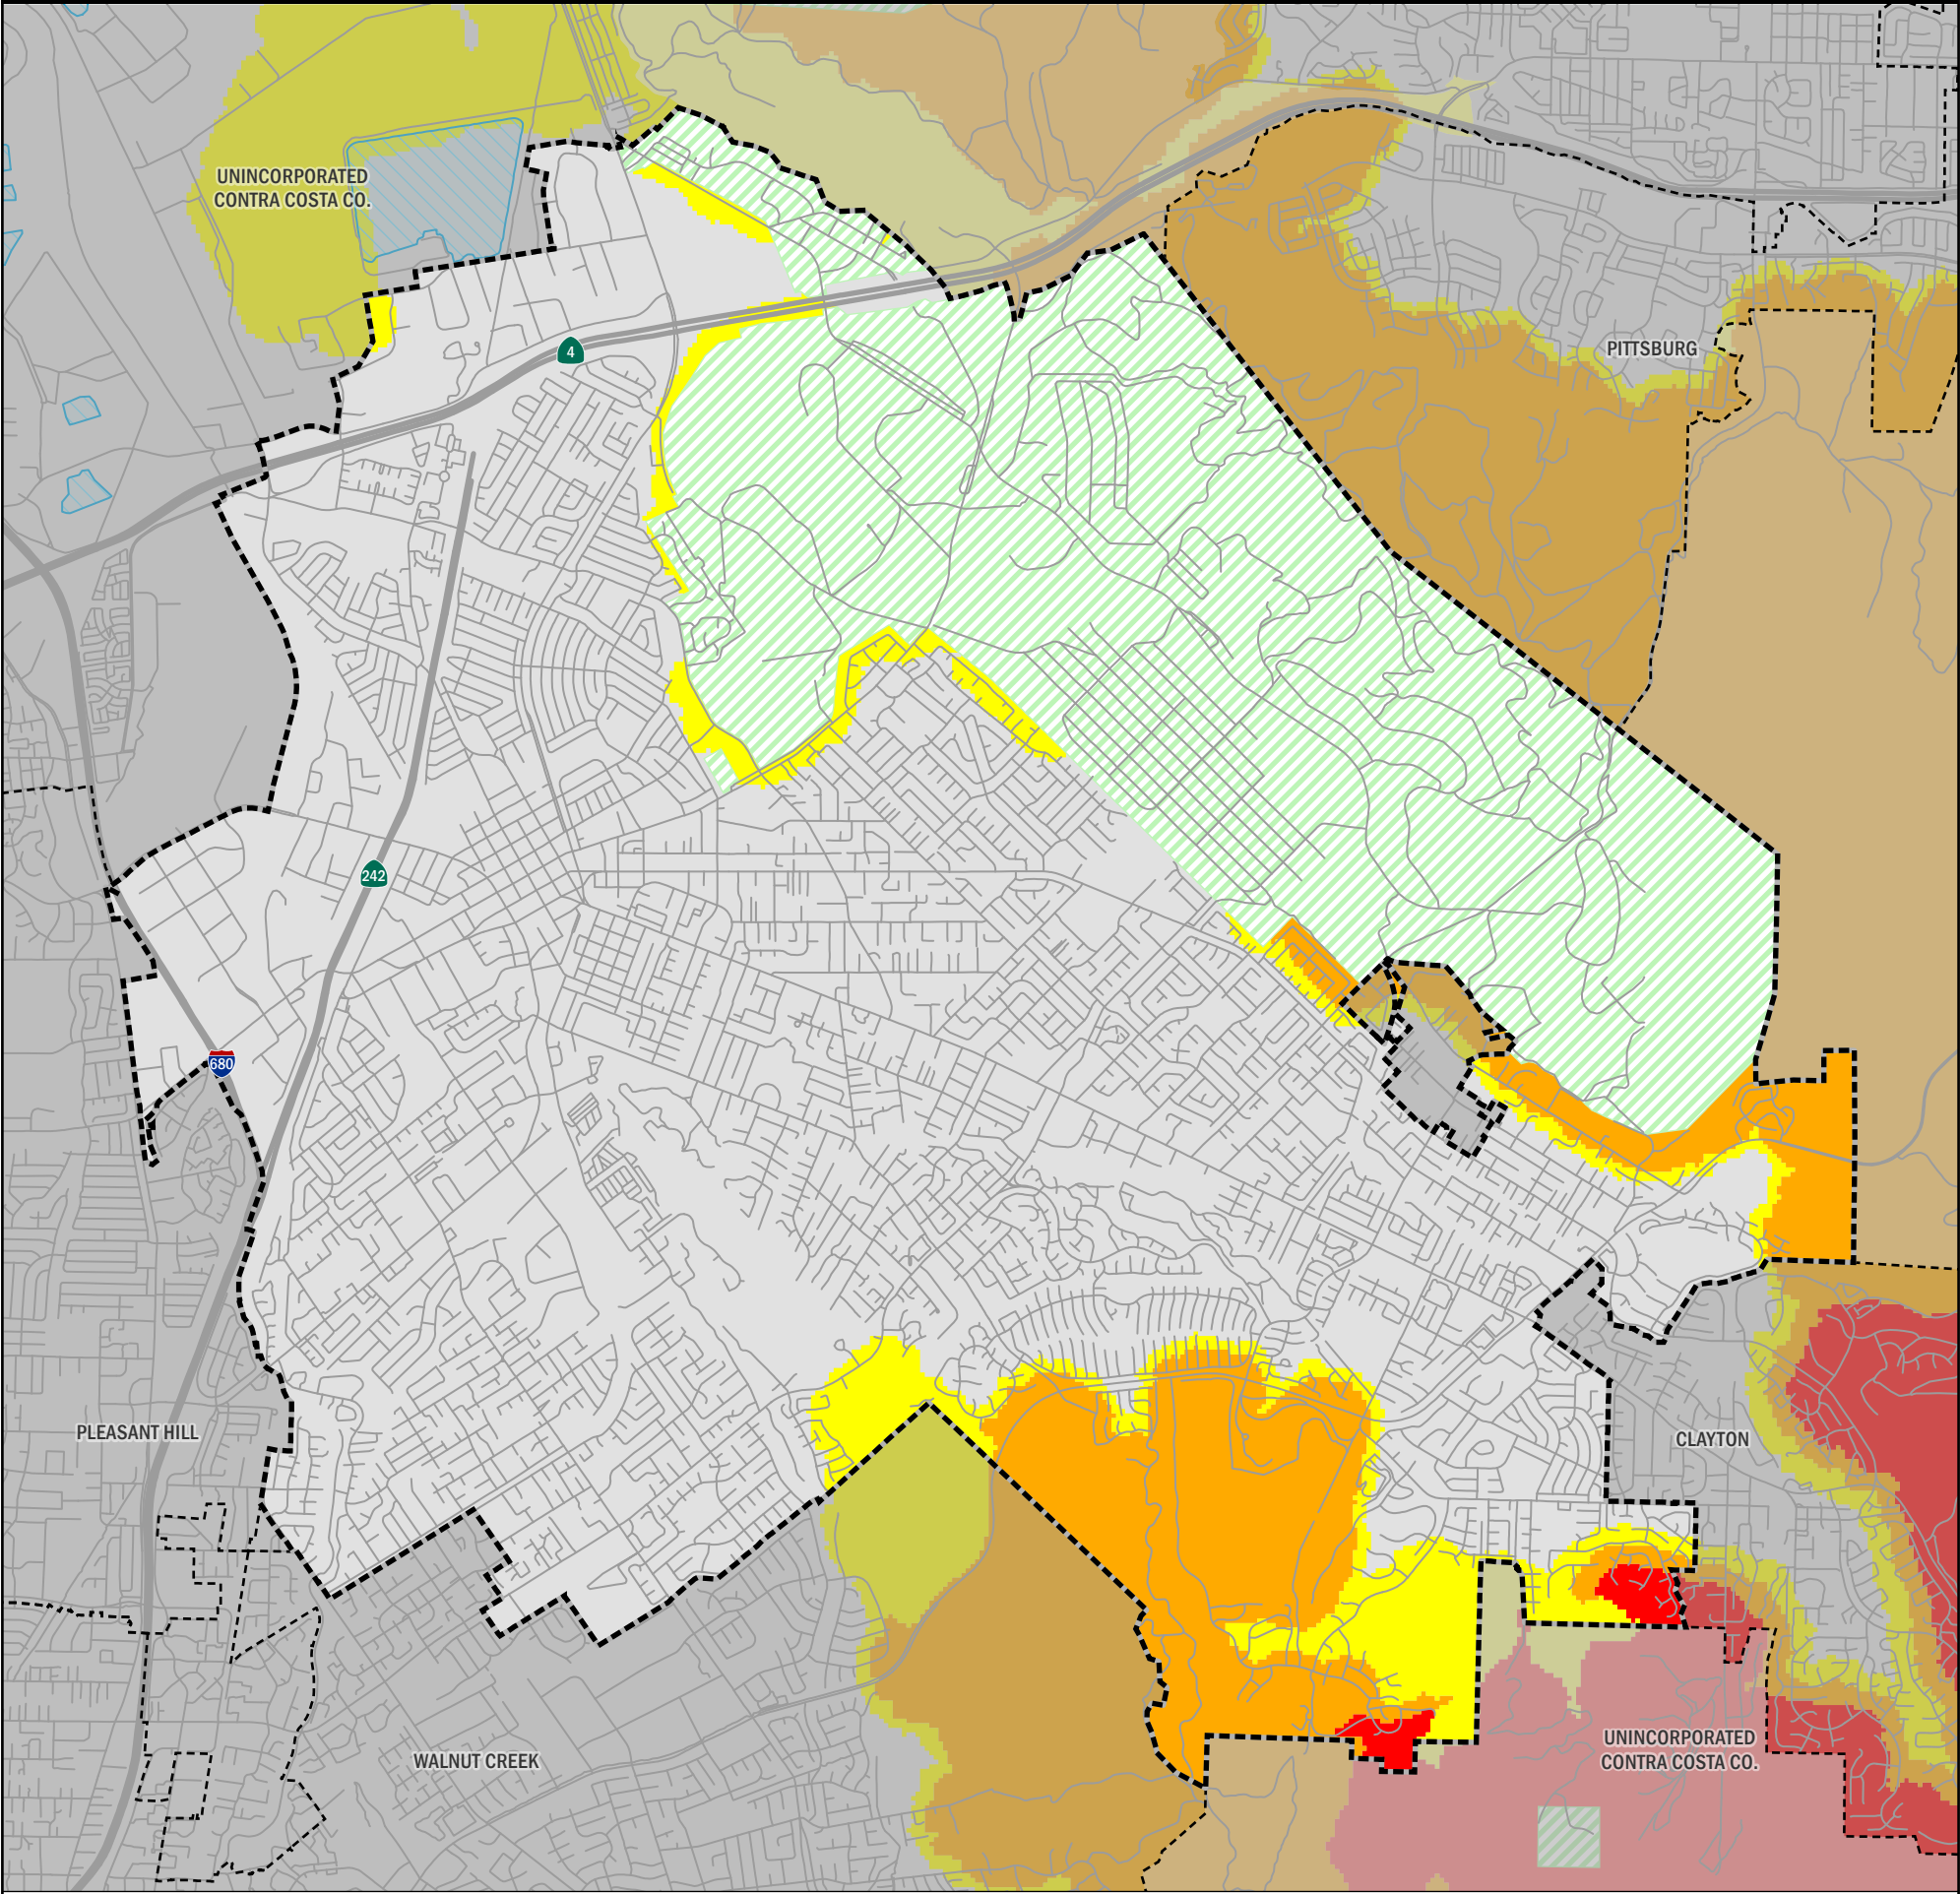 UNINCORPORATED
CONTRA COSTA CO.
4
PITTSBURG
242
680
PLEASANT HILL
CLAYTON
WALNUT CREEK
UNINCORPORATED
CONTRA COSTA CO.